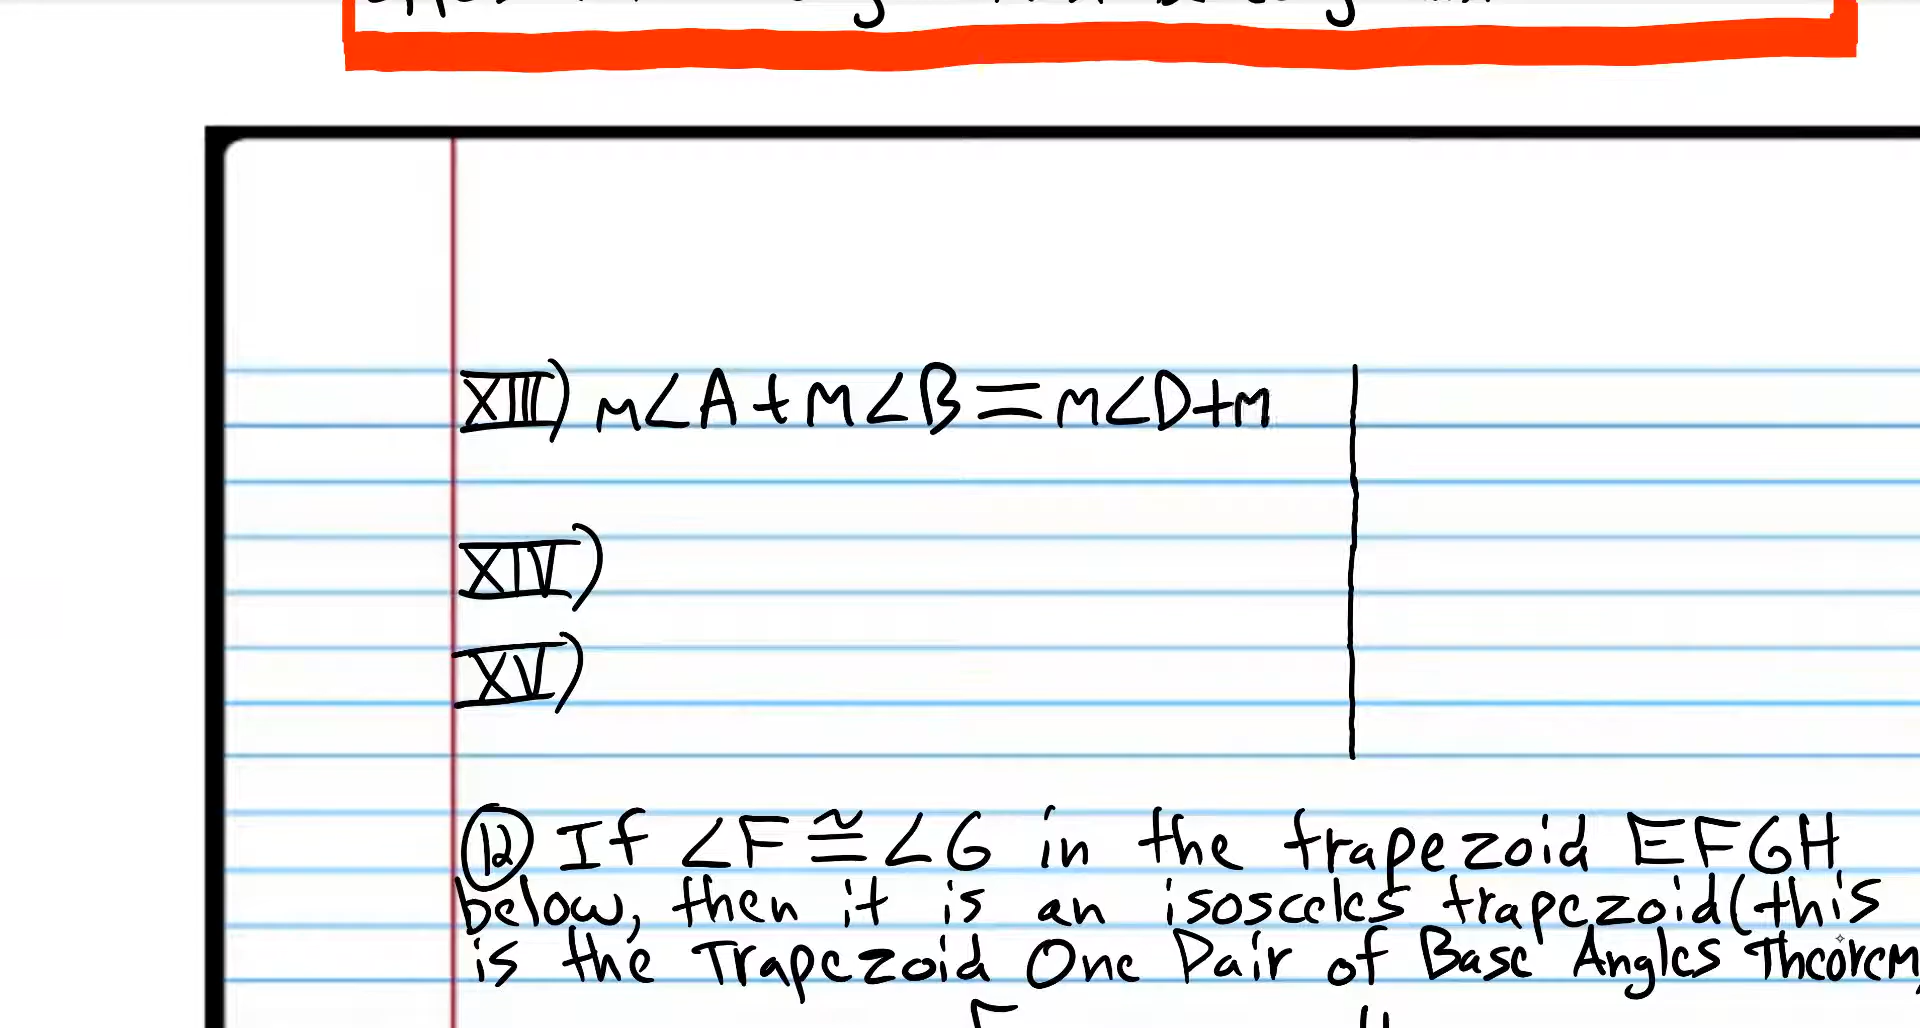 XIII) m∠A+m∠B=m∠D+m
XIV)
XV)
12 If ∠F≅∠G in the trapezoid EFGH
below, then it is an isosceles trapezoid(this
is the Trapezoid One Pair of Base Angles Theorem)